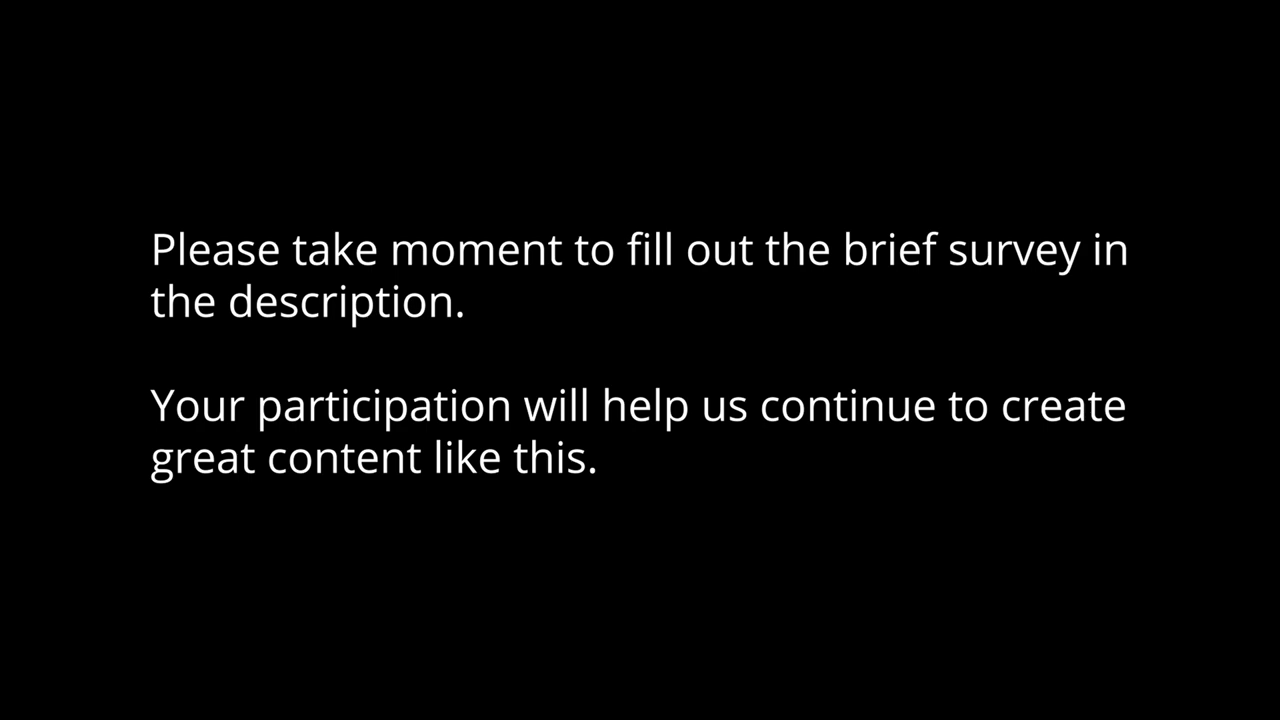 Please take moment to fill out the brief survey in
the description.
Your participation will help us continue to create
great content like this.